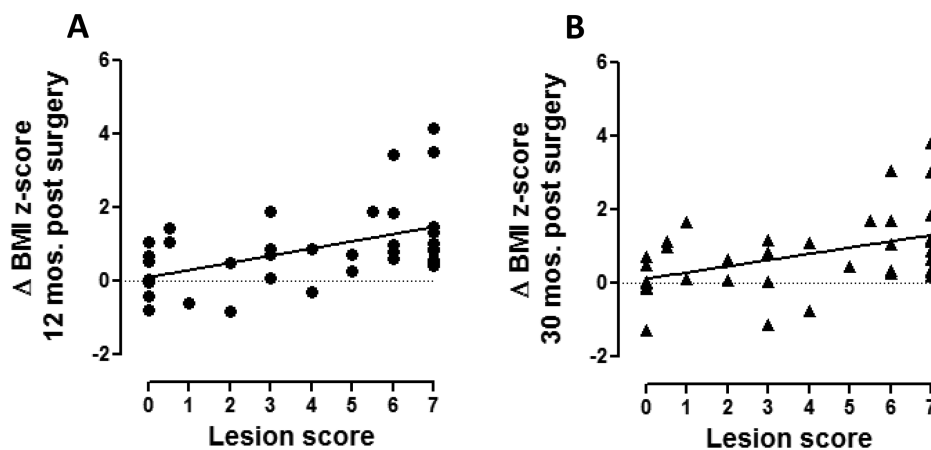 A
Δ BMI z-score
12 mos. post surgery
6
4
2
0
-2
0 1 2 3 4 5 6 7
Lesion score
B
Δ BMI z-score
30 mos. post surgery
6
4
2
0
-2
0 1 2 3 4 5 6 7
Lesion score